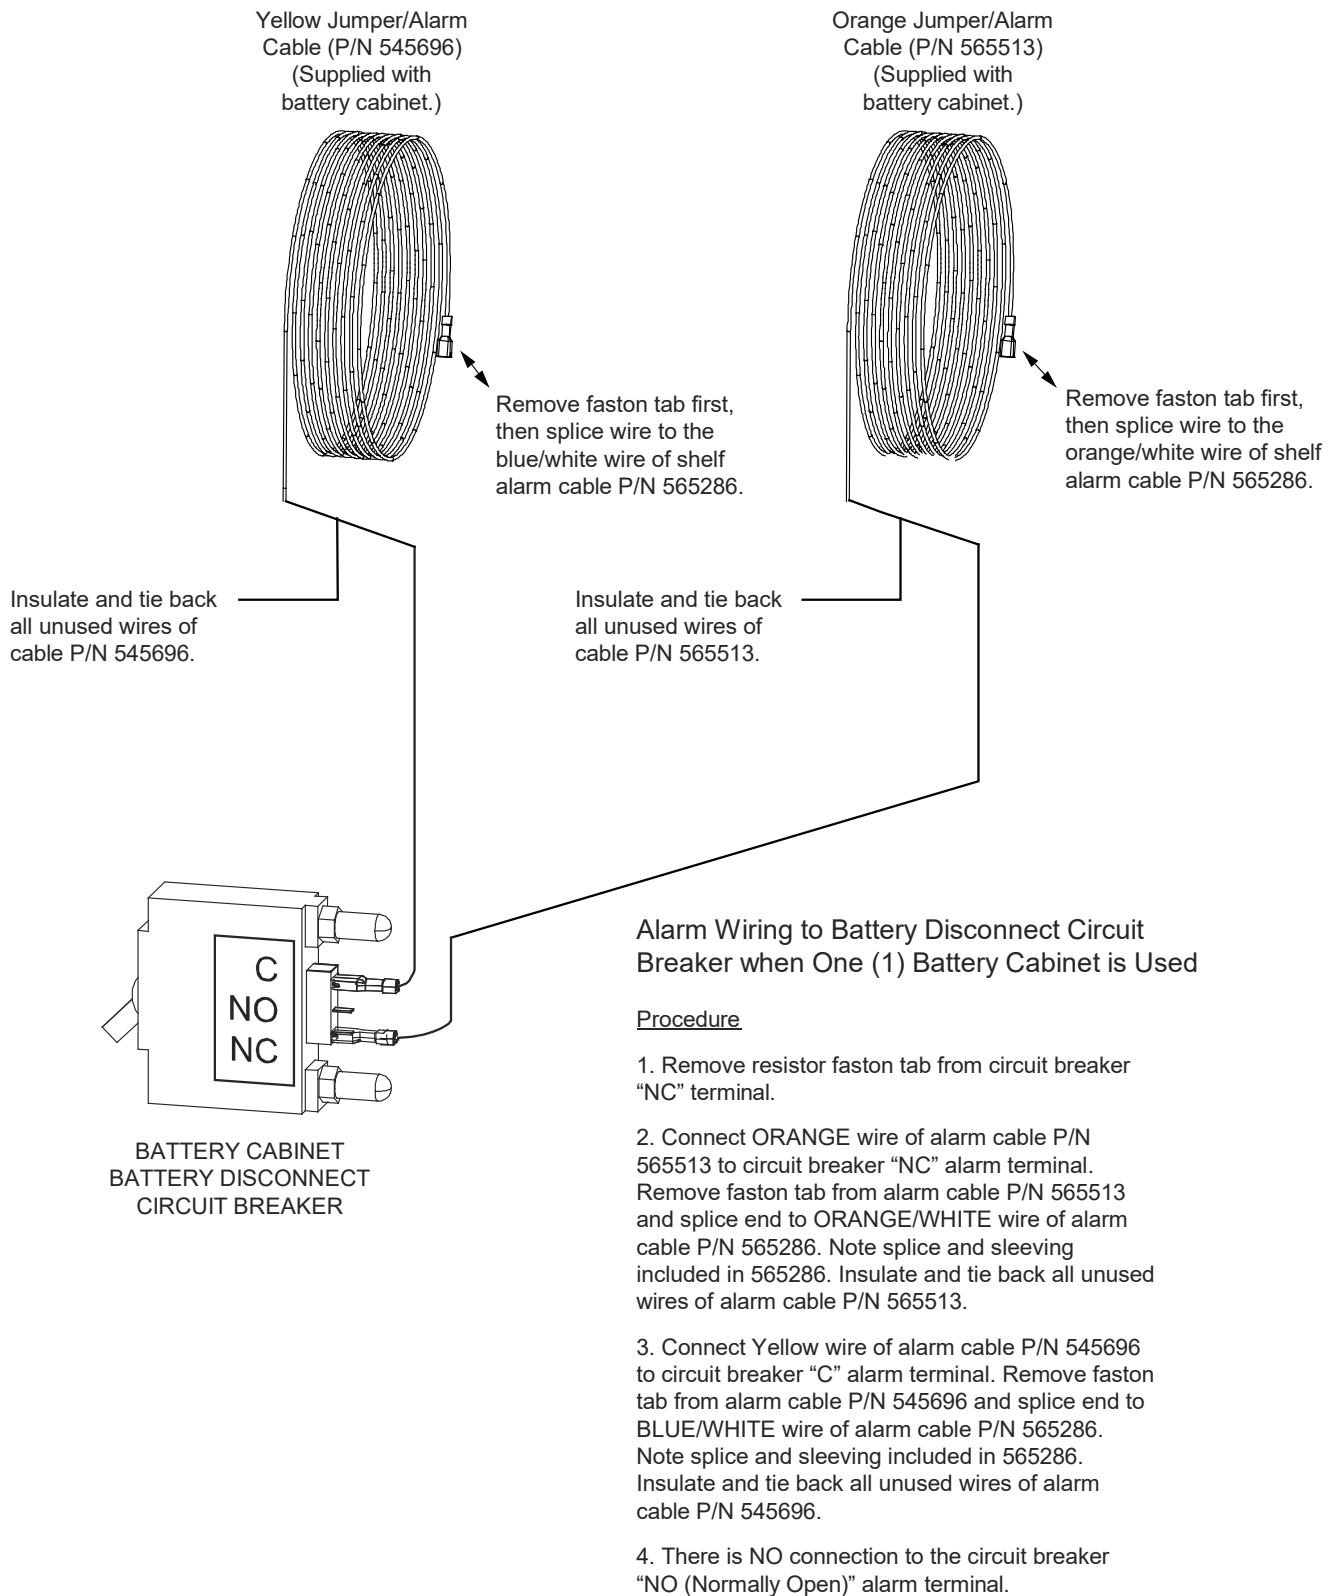 Yellow Jumper/Alarm
Cable (P/N 545696)
(Supplied with
battery cabinet.)
Orange Jumper/Alarm
Cable (P/N 565513)
(Supplied with
battery cabinet.)
Remove faston tab first,
then splice wire to the
blue/white wire of shelf
alarm cable P/N 565286.
Remove faston tab first,
then splice wire to the
orange/white wire of shelf
alarm cable P/N 565286.
Insulate and tie back
all unused wires of
cable P/N 545696.
Insulate and tie back
all unused wires of
cable P/N 565513.
C
NO
NC
BATTERY CABINET
BATTERY DISCONNECT
CIRCUIT BREAKER
Alarm Wiring to Battery Disconnect Circuit
Breaker when One (1) Battery Cabinet is Used
Procedure
1. Remove resistor faston tab from circuit breaker
“NC” terminal.
2. Connect ORANGE wire of alarm cable P/N
565513 to circuit breaker “NC” alarm terminal.
Remove faston tab from alarm cable P/N 565513
and splice end to ORANGE/WHITE wire of alarm
cable P/N 565286. Note splice and sleeving
included in 565286. Insulate and tie back all unused
wires of alarm cable P/N 565513.
3. Connect Yellow wire of alarm cable P/N 545696
to circuit breaker “C” alarm terminal. Remove faston
tab from alarm cable P/N 545696 and splice end to
BLUE/WHITE wire of alarm cable P/N 565286.
Note splice and sleeving included in 565286.
Insulate and tie back all unused wires of alarm
cable P/N 545696.
4. There is NO connection to the circuit breaker
“NO (Normally Open)” alarm terminal.